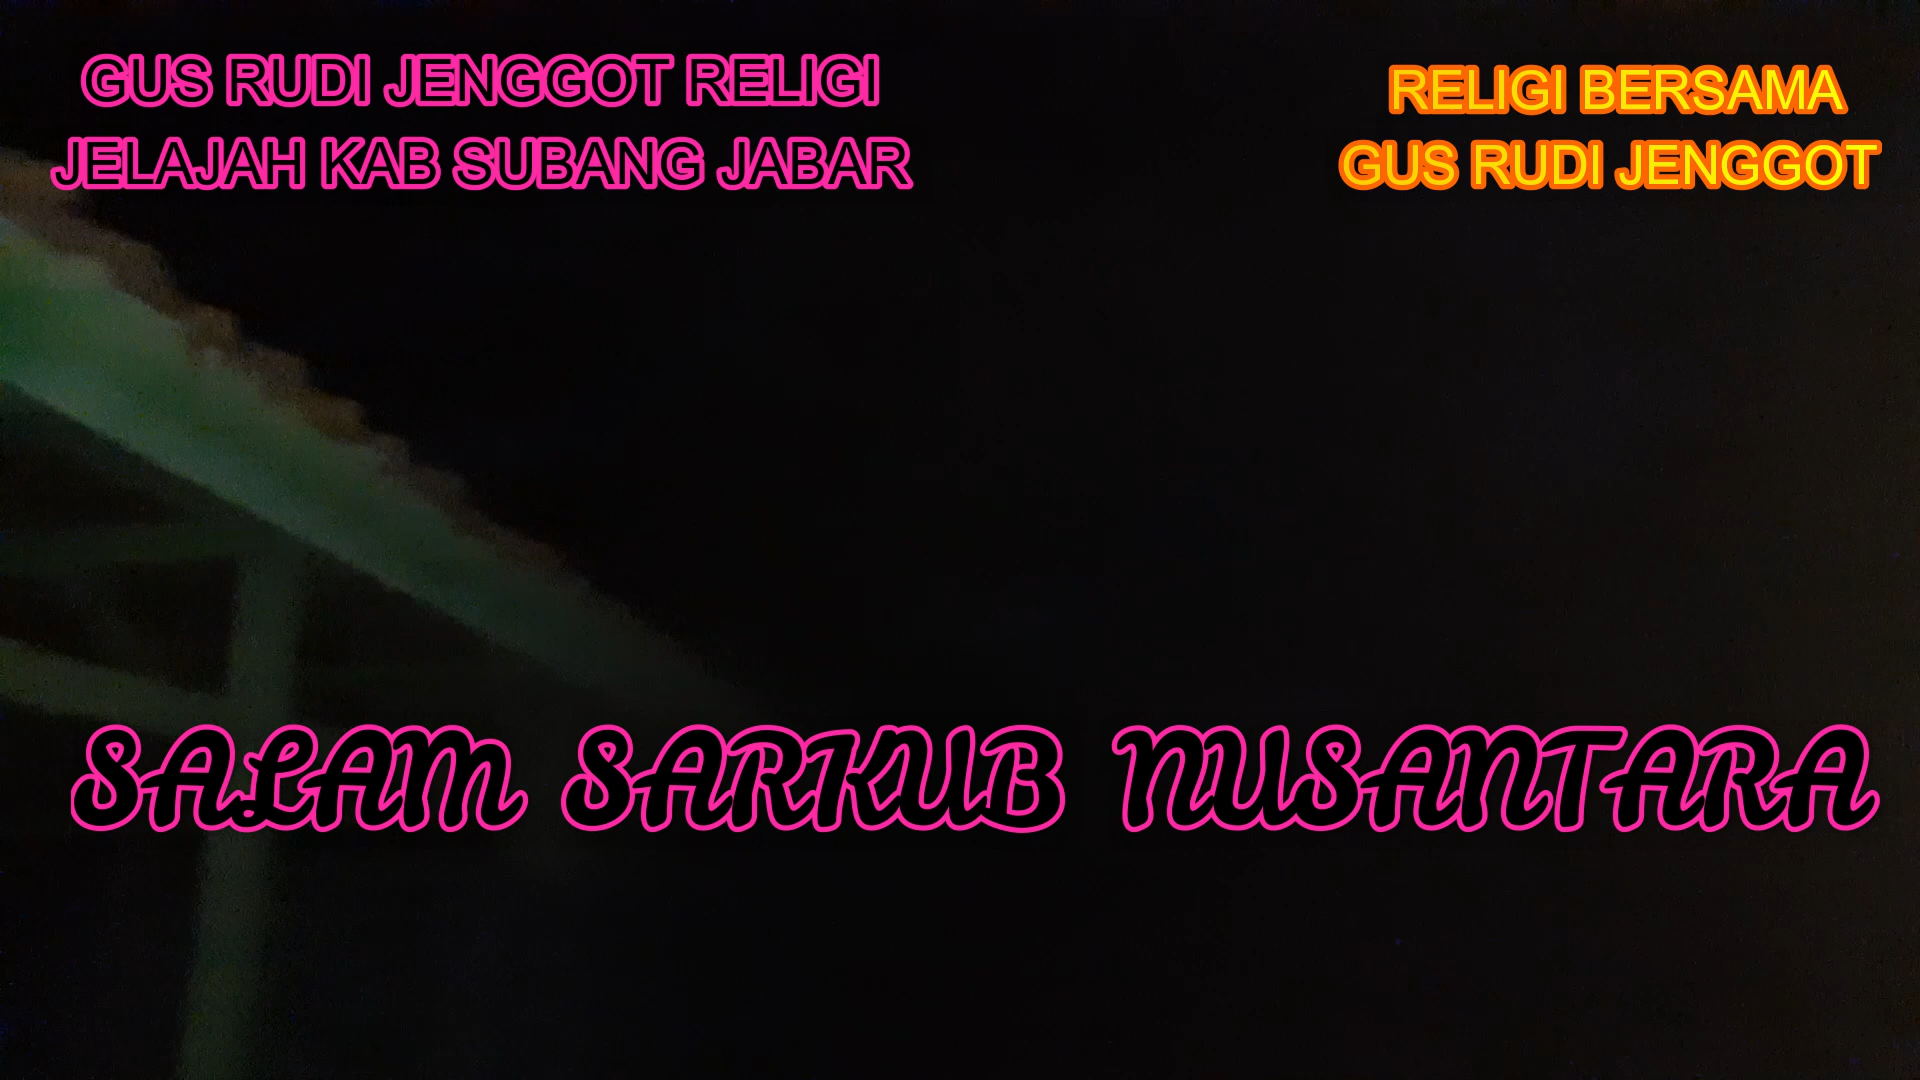 GUS RUDI JENGGOT RELIGI
JELAJAH KAB SUBANG JABAR
RELIGI BERSAMA
GUS RUDI JENGGOT
SALAM SARKUB NUSANTARA